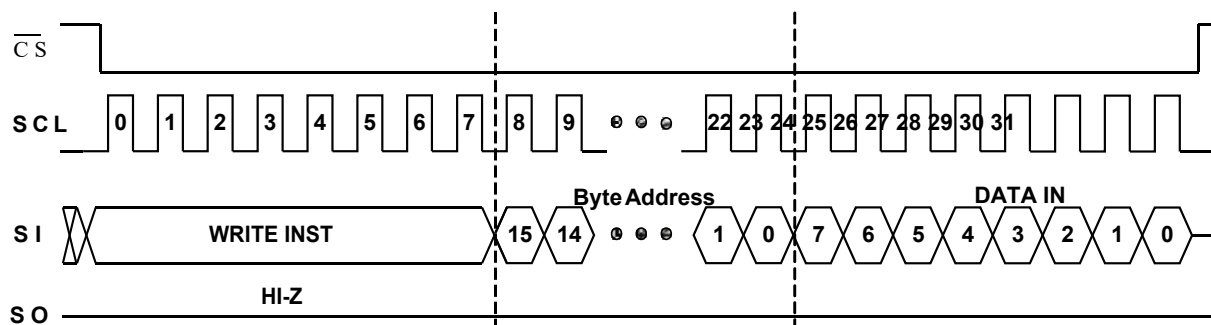 CS
SCL 0 1 2 3 4 5 6 7 8 9 22 23 24 25 26 27 28 29 30 31
Byte Address DATA IN
SI WRITE INST 15 14 1 0 7 6 5 4 3 2 1 0
HI-Z
SO